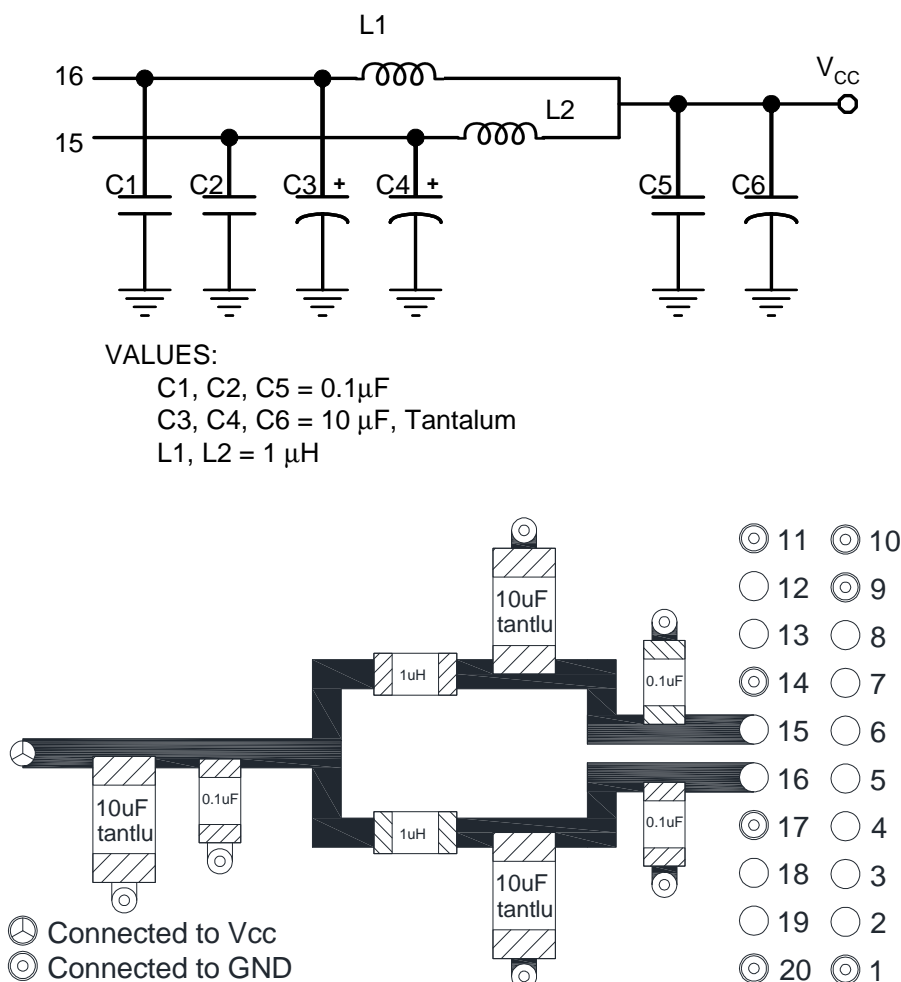 L1
16
V_CC
L2
15
C1 C2 C3 + C4 + C5 C6
VALUES:
C1, C2, C5 = 0.1μF
C3, C4, C6 = 10 μF, Tantalum
L1, L2 = 1 μH
11 10
10uF
tantlu
12 9
13 8
1uH
0.1uF
14 7
15 6
16 5
10uF
tantlu
0.1uF
1uH
0.1uF
17 4
10uF
tantlu
18 3
19 2
Connected to Vcc
Connected to GND
20 1